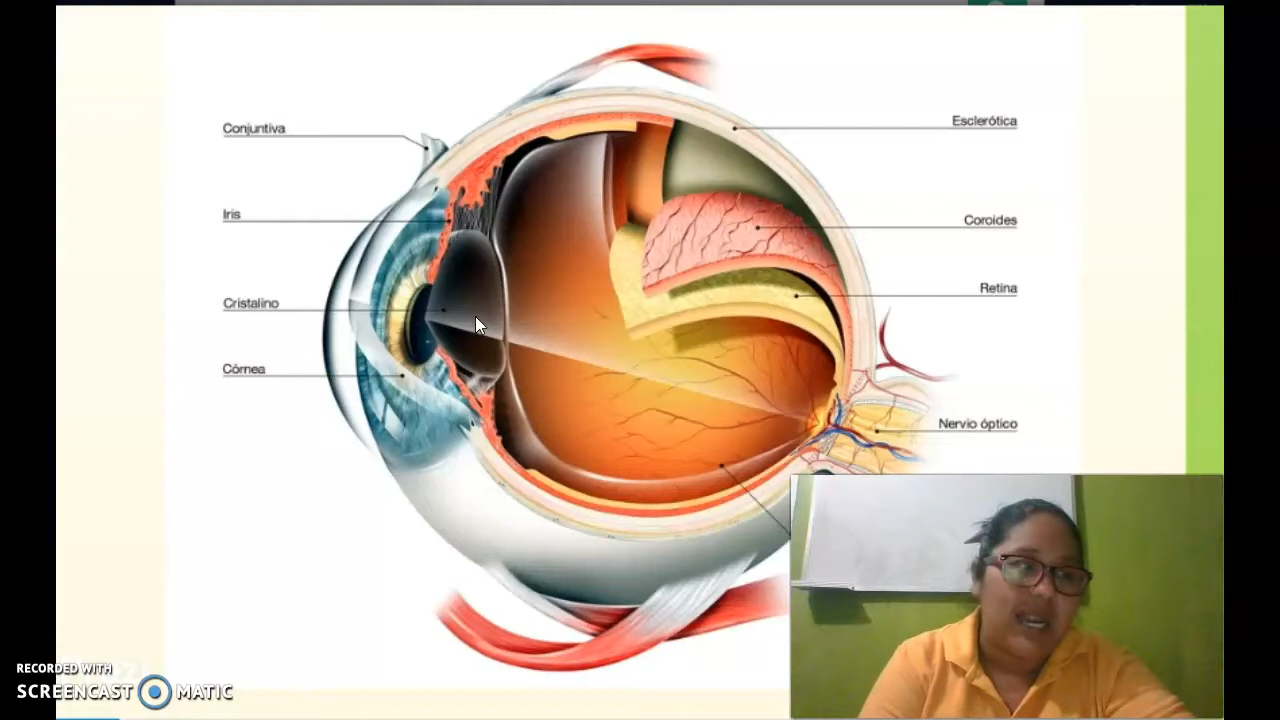 Conjuntiva
Esclerótica
Iris
Coroides
Retina
Cristalino
Córnea
Nervio óptico
RECORDED WITH
SCREENCAST MATIC